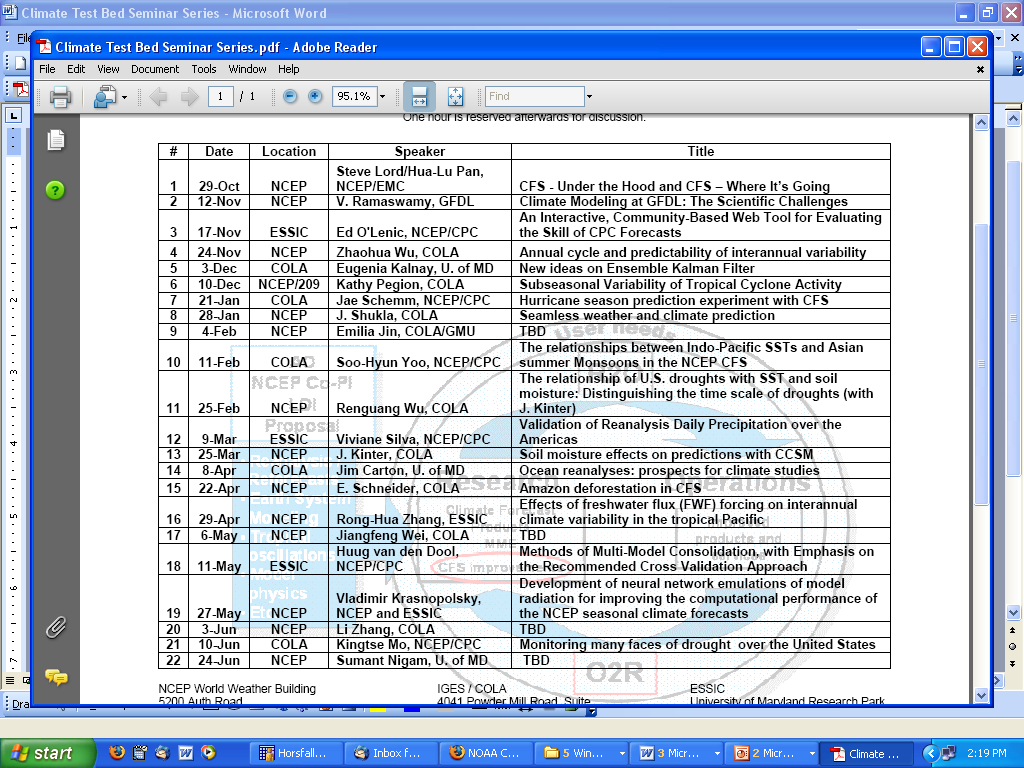 Climate Test Bed Seminar Series - Microsoft Word
Climate Test Bed Seminar Series.pdf - Adobe Reader
File Edit View Document Tools Window Help
1 / 1 95.1% Find
One hour is reserved afterwards for discussion.
# Date Location Speaker Title
Steve Lord/Hua-Lu Pan,
1 29-Oct NCEP NCEP/EMC CFS - Under the Hood and CFS – Where It's Going
2 12-Nov NCEP V. Ramaswamy, GFDL Climate Modeling at GFDL: The Scientific Challenges
An Interactive, Community-Based Web Tool for Evaluating
3 17-Nov ESSIC Ed O'Lenic, NCEP/CPC the Skill of CPC Forecasts
4 24-Nov NCEP Zhaohua Wu, COLA Annual cycle and predictability of interannual variability
5 3-Dec COLA Eugenia Kalnay, U. of MD New ideas on Ensemble Kalman Filter
6 10-Dec NCEP/209 Kathy Pegion, COLA Subseasonal Variability of Tropical Cyclone Activity
7 21-Jan COLA Jae Schemm, NCEP/CPC Hurricane season prediction experiment with CFS
8 28-Jan NCEP J. Shukla, COLA Seamless weather and climate prediction
9 4-Feb NCEP Emilia Jin, COLA/GMU TBD
User needs
The relationships between Indo-Pacific SSTs and Asian
10 11-Feb COLA Soo-Hyun Yoo, NCEP/CPC summer Monsoons in the NCEP CFS
NCEP Co-PI
The relationship of U.S. droughts with SST and soil
moisture: Distinguishing the time scale of droughts (with
11 25-Feb NCEP Renguang Wu, COLA J. Kinter)
Proposal
Validation of Reanalysis Daily Precipitation over the
12 9-Mar ESSIC Viviane Silva, NCEP/CPC Americas
13 25-Mar NCEP J. Kinter, COLA Soil moisture effects on predictions with CCSM
14 8-Apr COLA Jim Carton, U. of MD Ocean reanalyses: prospects for climate studies
Research Operations
15 22-Apr NCEP E. Schneider, COLA Amazon deforestation in CFS
Effects of freshwater flux (FWF) forcing on interannual
16 29-Apr NCEP Rong-Hua Zhang, ESSIC climate variability in the tropical Pacific
17 6-May NCEP Jiangfeng Wei, COLA TBD
products and
MME
Huug van den Dool, Methods of Multi-Model Consolidation, with Emphasis on
18 11-May ESSIC NCEP/CPC the Recommended Cross Validation Approach
physics
Development of neural network emulations of model
Vladimir Krasnopolsky, radiation for improving the computational performance of
19 27-May NCEP NCEP and ESSIC the NCEP seasonal climate forecasts
20 3-Jun NCEP Li Zhang, COLA TBD
21 10-Jun COLA Kingtse Mo, NCEP/CPC Monitoring many faces of drought over the United States
22 24-Jun NCEP Sumant Nigam, U. of MD TBD
O2R
NCEP World Weather Building IGES / COLA ESSIC
5200 Auth Road 4041 Powder Mill Road, Suite University of Maryland Research Park
start Horsfall... Inbox f... NOAA C... 5 Win... 3 Micr... 2 Micr... Climate ... 2:19 PM